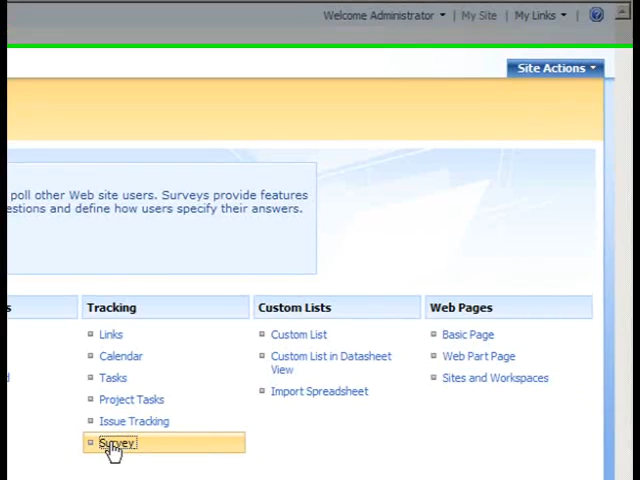 Welcome Administrator | My Site | My Links
Site Actions
poll other Web site users. Surveys provide features
estions and define how users specify their answers.
s Tracking Custom Lists Web Pages
Links Custom List Basic Page
Calendar Custom List in Datasheet View Web Part Page
d Tasks Import Spreadsheet Sites and Workspaces
Project Tasks
Issue Tracking
Survey